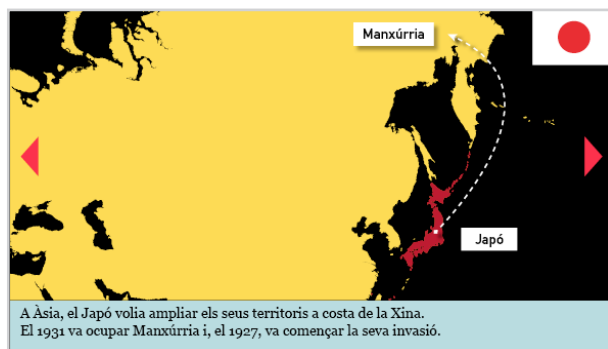 Manxúrria
Japó
A Àsia, el Japó volia ampliar els seus territoris a costa de la Xina.
El 1931 va ocupar Manxúrria i, el 1927, va començar la seva invasió.